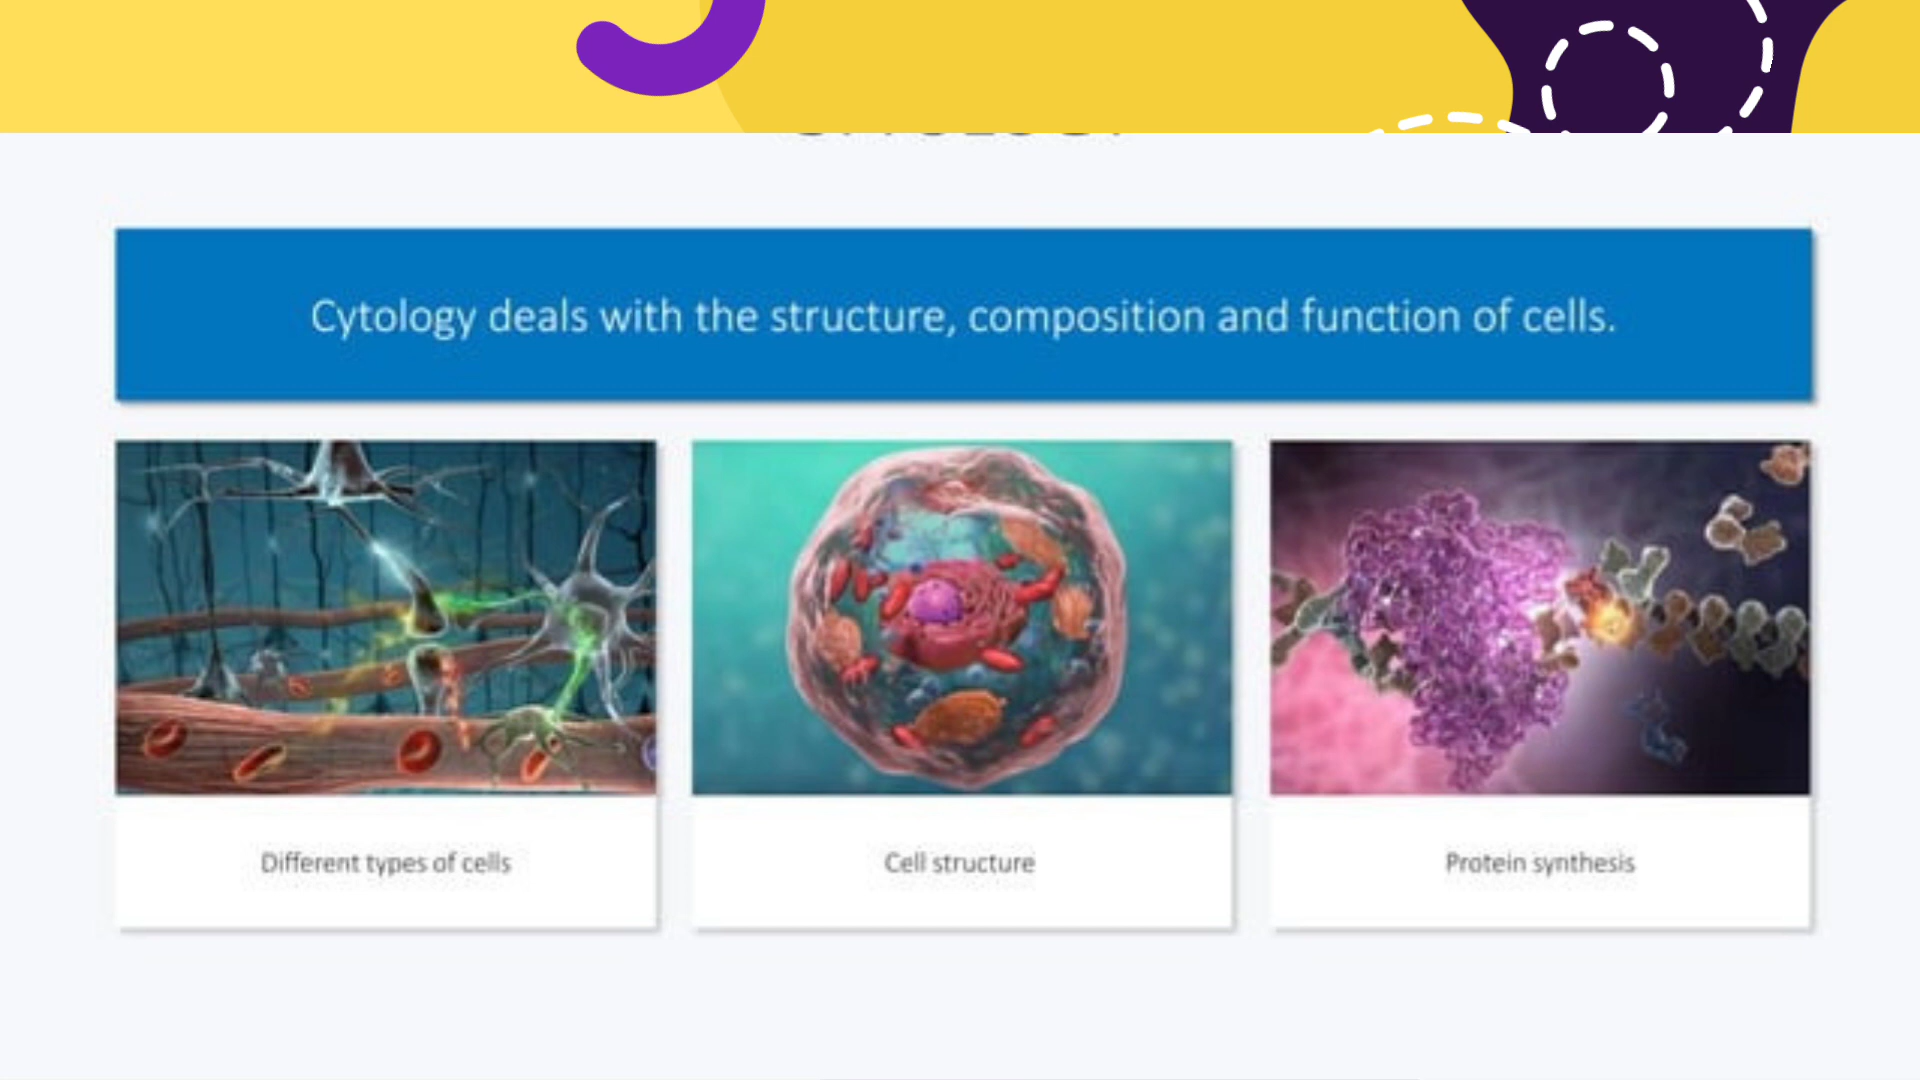 Cytology deals with the structure, composition and function of cells.
Different types of cells
Cell structure
Protein synthesis